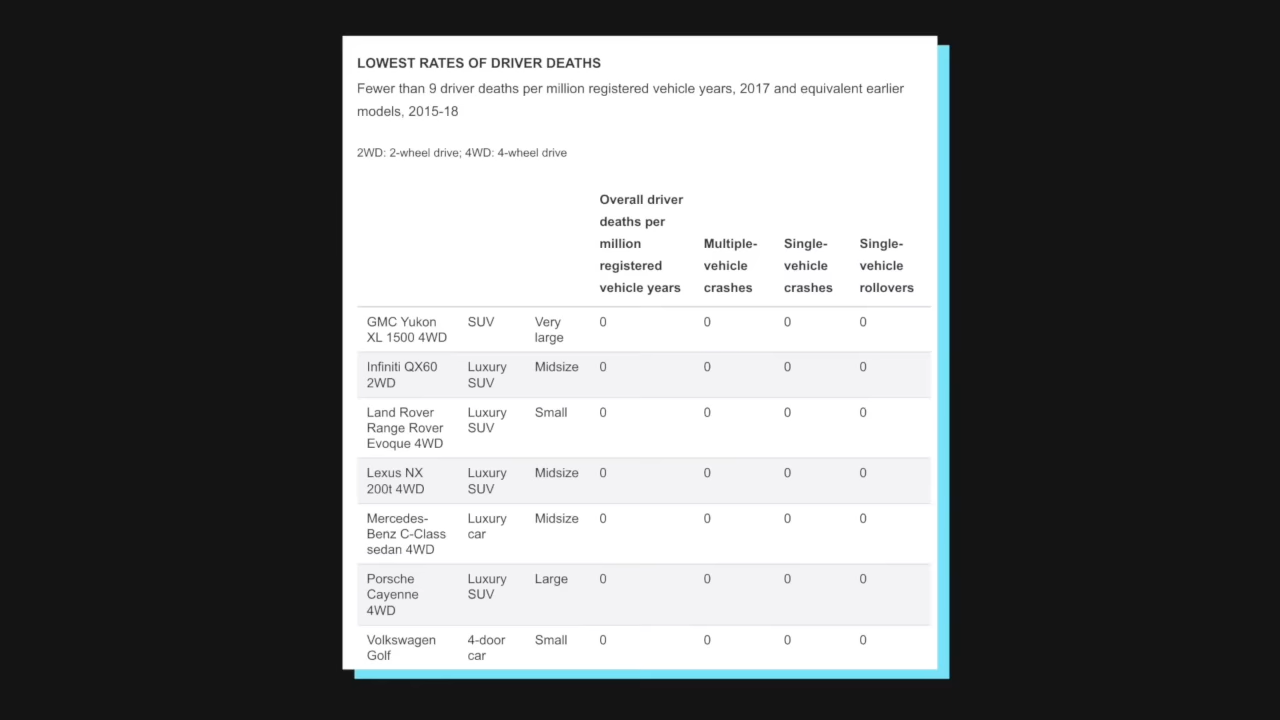 LOWEST RATES OF DRIVER DEATHS
Fewer than 9 driver deaths per million registered vehicle years, 2017 and equivalent earlier
models, 2015-18
2WD: 2-wheel drive; 4WD: 4-wheel drive
Overall driver
deaths per
million Multiple- Single- Single-
registered vehicle vehicle vehicle
vehicle years crashes crashes rollovers
GMC Yukon SUV Very 0 0 0 0
XL 1500 4WD large
Infiniti QX60 Luxury Midsize 0 0 0 0
2WD SUV
Land Rover Luxury Small 0 0 0 0
Range Rover SUV
Evoque 4WD
Lexus NX Luxury Midsize 0 0 0 0
200t 4WD SUV
Mercedes- Luxury Midsize 0 0 0 0
Benz C-Class car
sedan 4WD
Porsche Luxury Large 0 0 0 0
Cayenne SUV
4WD
Volkswagen 4-door Small 0 0 0 0
Golf car